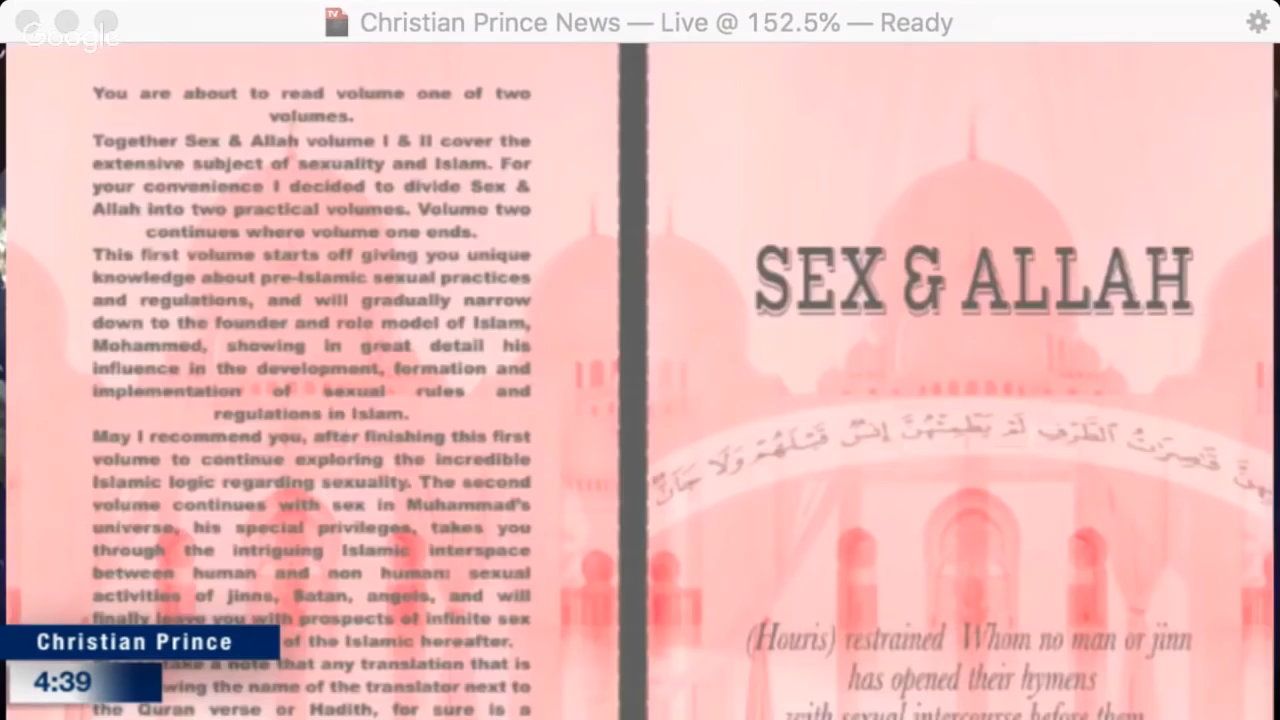 Christian Prince News — Live @ 152.5% — Ready
Google
You are about to read volume one of two
volumes.
Together Sex & Allah volume I & II cover the
extensive subject of sexuality and Islam. For
your convenience I decided to divide Sex &
Allah into two practical volumes. Volume two
continues where volume one ends.
This first volume starts off giving you unique
knowledge about pre-Islamic sexual practices
and regulations, and will gradually narrow
down to the founder and role model of Islam,
Mohammed, showing in great detail his
influence in the development, formation and
implementation of sexual rules and
regulations in Islam.
May I recommend you, after finishing this first
volume to continue exploring the incredible
Islamic logic regarding sexuality. The second
volume continues with sex in Muhammad's
universe, his special privileges, takes you
through the intriguing Islamic interspace
between human and non human: sexual
activities of jinns, Satan, angels, and will
finally leave you with prospects of infinite sex
of the Islamic hereafter.
take a note that any translation that is
wing the name of the translator next to
the Quran verse or Hadith, for sure is a
Christian Prince
4:39
SEX & ALLAH
قَٰصِرَٰتُ ٱلطَّرْفِ لَمْ يَطْمِثْهُنَّ إِنسٌ قَبْلَهُمْ وَلَا جَآنٌّ
(Houris) restrained Whom no man or jinn
has opened their hymens
with sexual intercourse before them